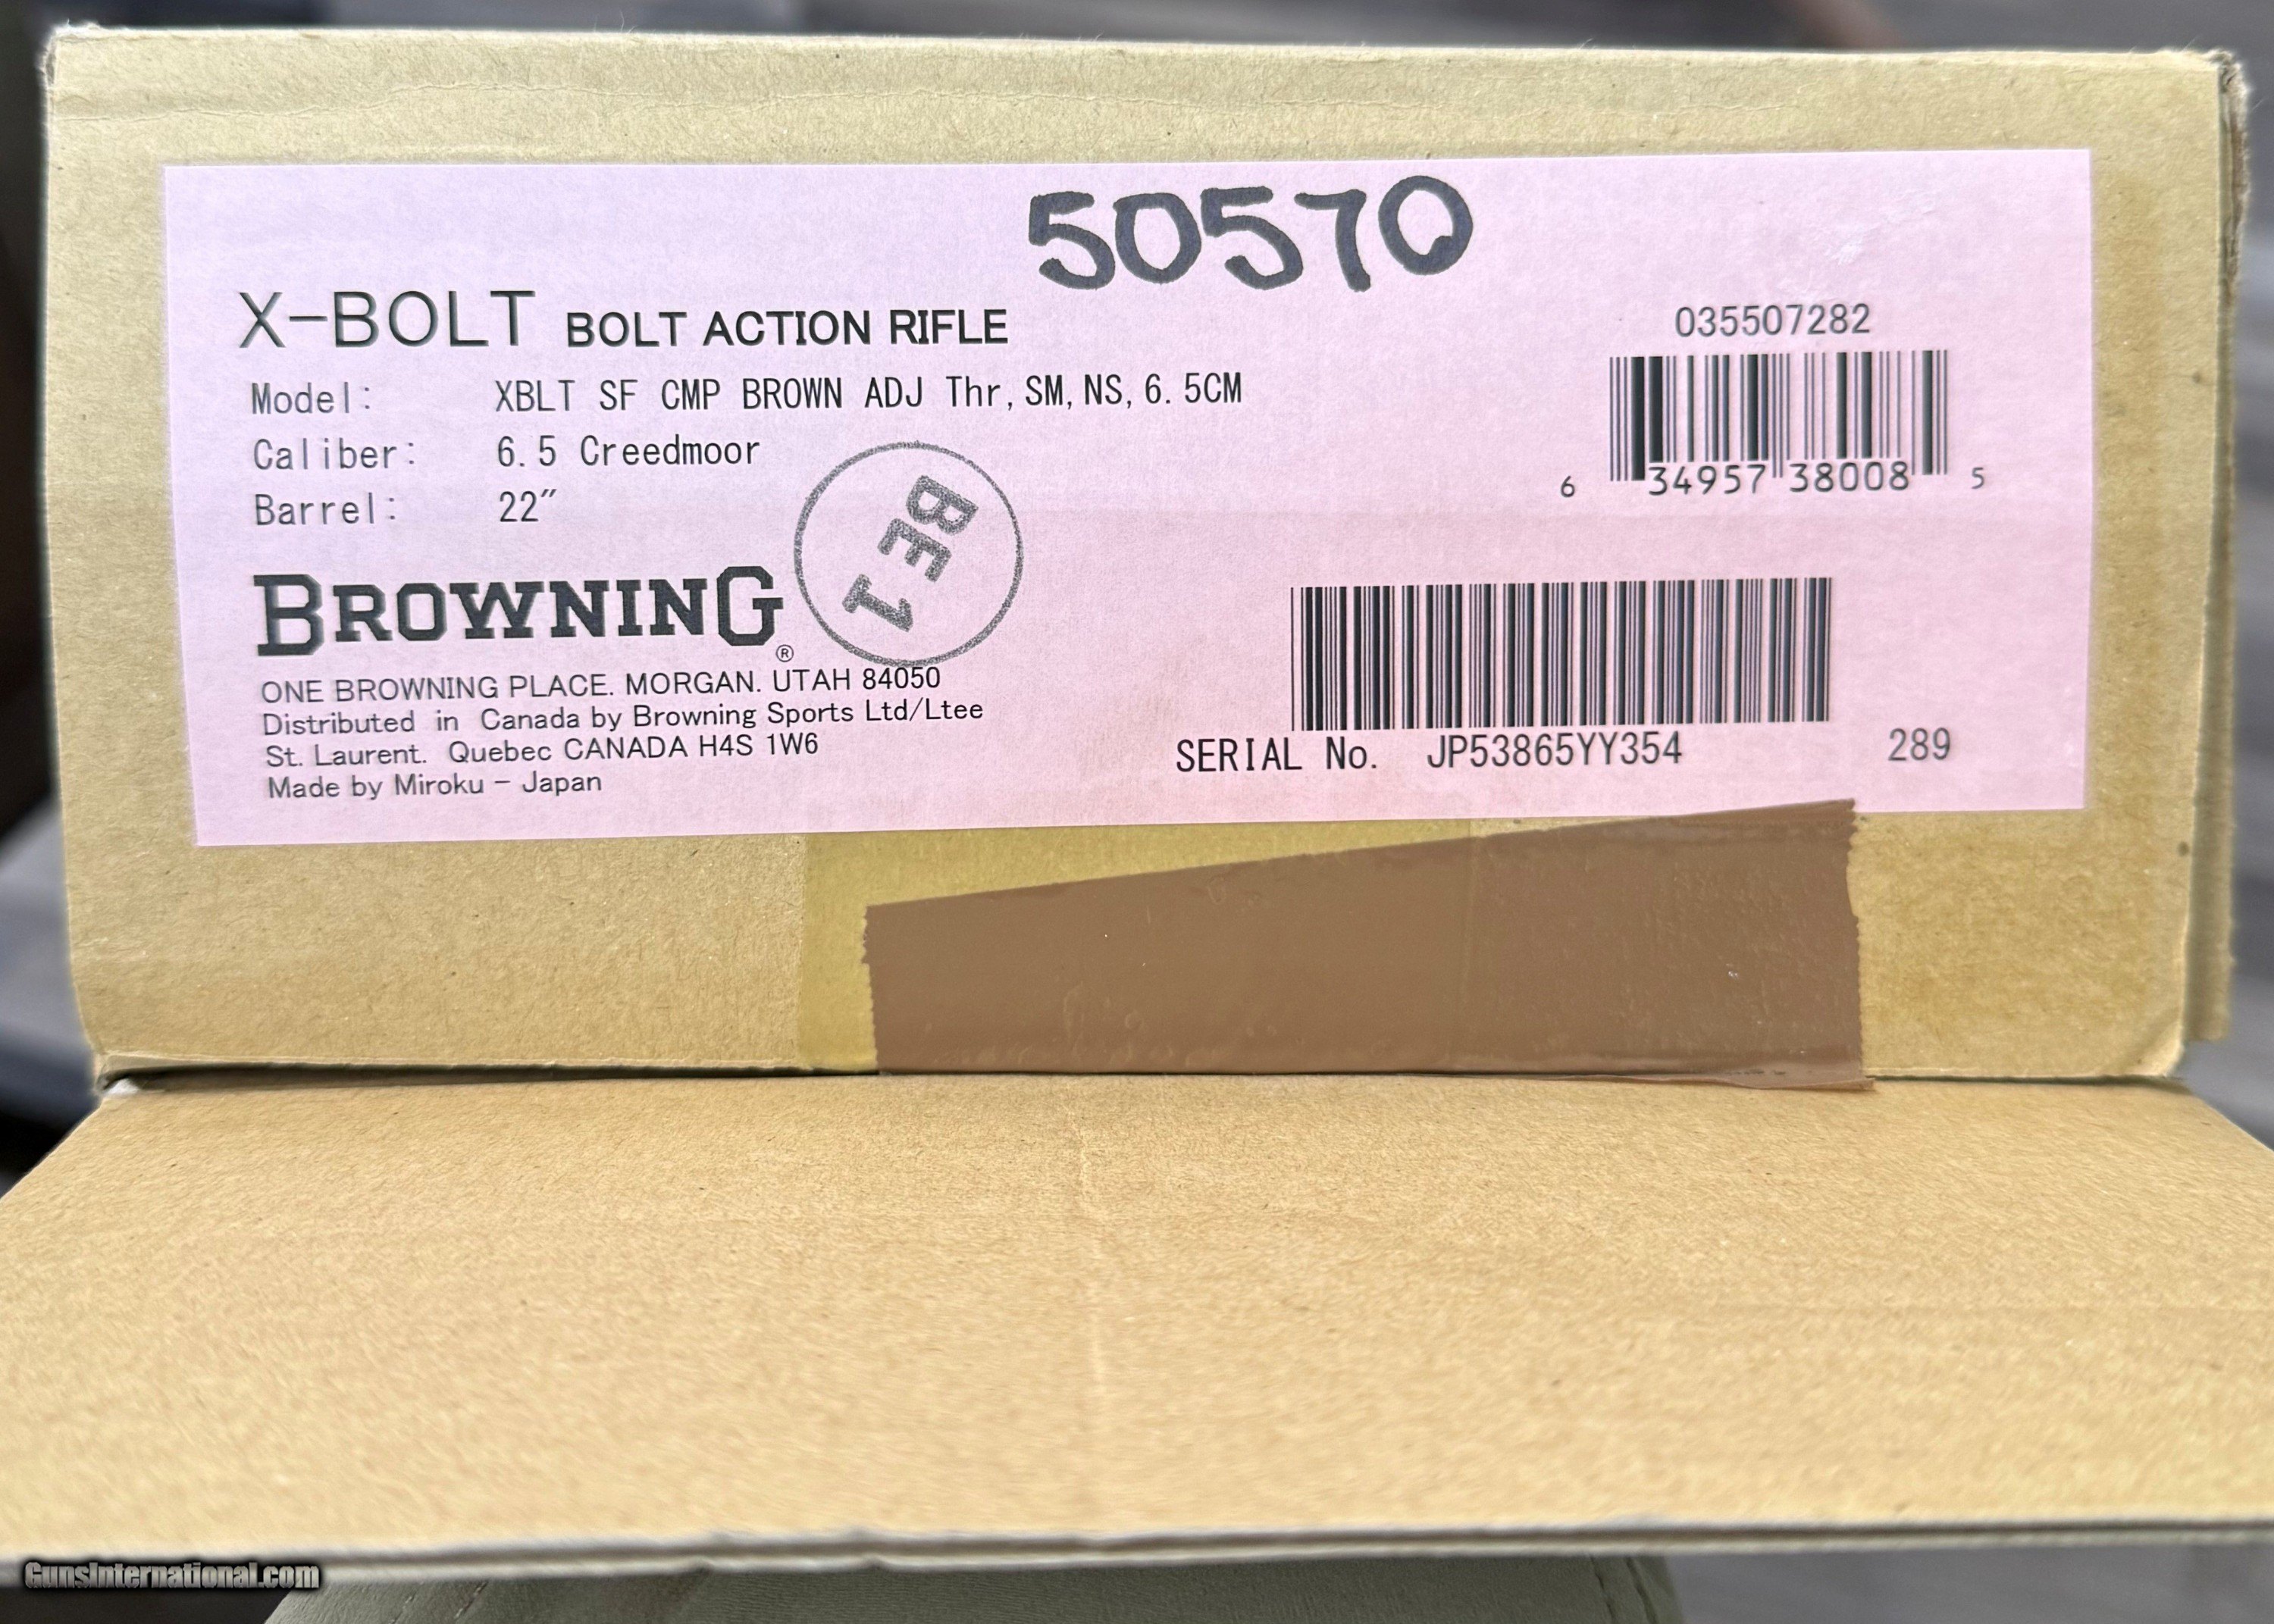 50570
X-BOLT BOLT ACTION RIFLE
035507282
Model: XBLT SF CMP BROWN ADJ Thr, SM, NS, 6.5CM
Caliber: 6.5 Creedmoor
6 34957 38008 5
Barrel: 22"
BE 1
BROWNING®
ONE BROWNING PLACE. MORGAN. UTAH 84050
Distributed in Canada by Browning Sports Ltd/Ltee
St. Laurent. Quebec CANADA H4S 1W6
Made by Miroku - Japan
SERIAL No. JP53865YY354 289
GunsInternational.com